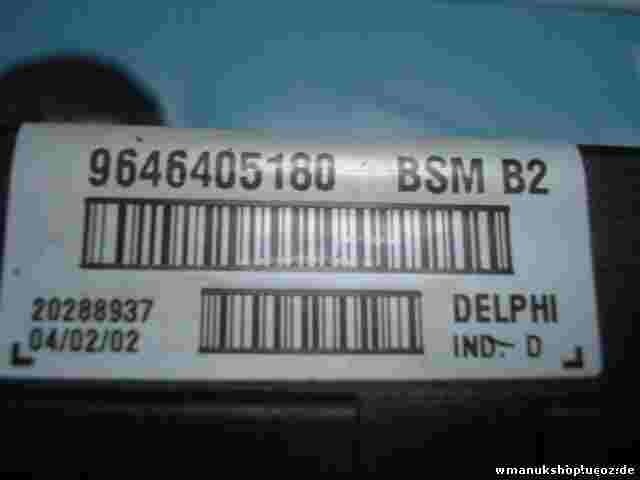 9646405180 BSM B2
20288937 DELPHI
04/02/02 IND. D
wmanukshop.ucoz.de